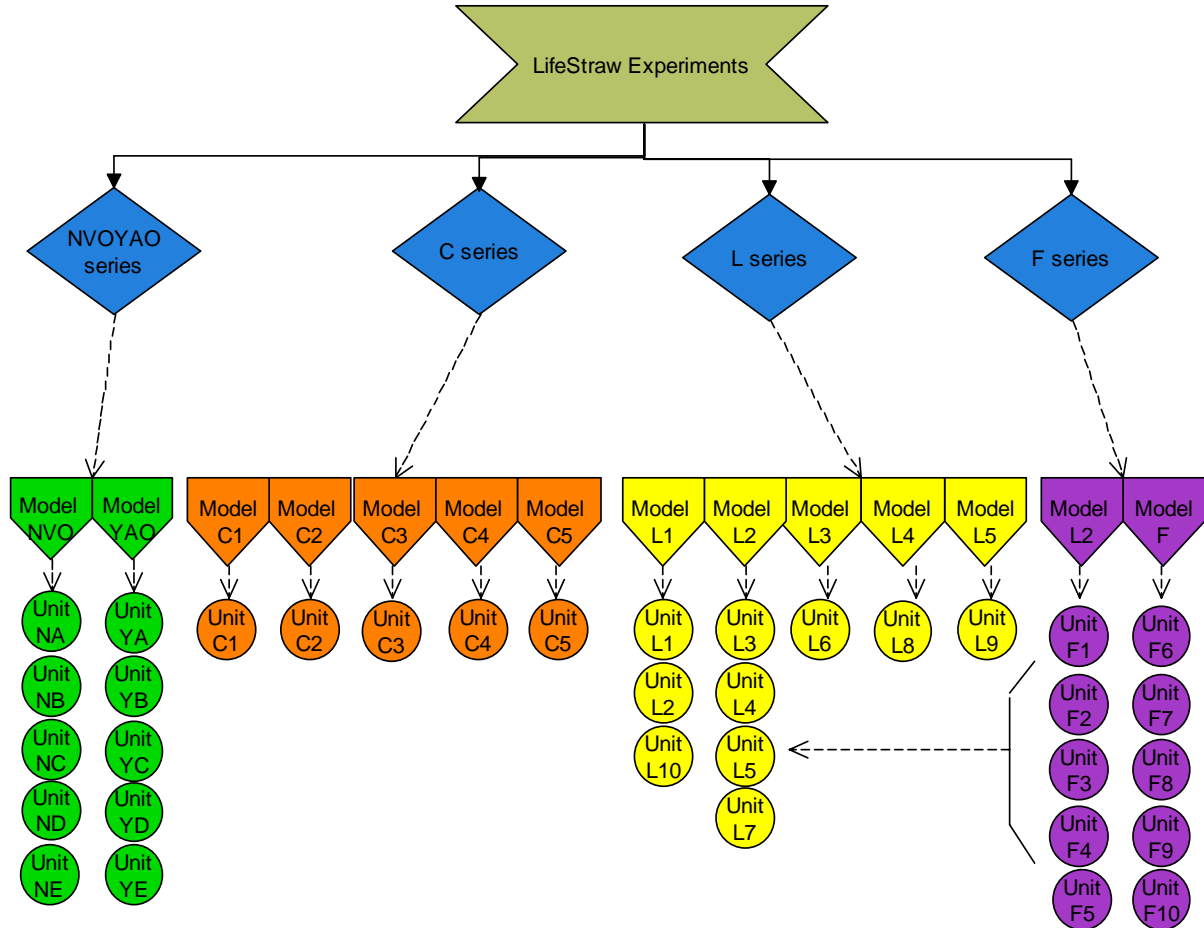 LifeStraw Experiments
NVOYAO
series
C series
L series
F series
Model
NVO
Model
YAO
Model
C1
Model
C2
Model
C3
Model
C4
Model
C5
Model
L1
Model
L2
Model
L3
Model
L4
Model
L5
Model
L2
Model
F
Unit
NA
Unit
NB
Unit
NC
Unit
ND
Unit
NE
Unit
YA
Unit
YB
Unit
YC
Unit
YD
Unit
YE
Unit
C1
Unit
C2
Unit
C3
Unit
C4
Unit
C5
Unit
L1
Unit
L2
Unit
L10
Unit
L3
Unit
L4
Unit
L5
Unit
L7
Unit
L6
Unit
L8
Unit
L9
Unit
F1
Unit
F2
Unit
F3
Unit
F4
Unit
F5
Unit
F6
Unit
F7
Unit
F8
Unit
F9
Unit
F10